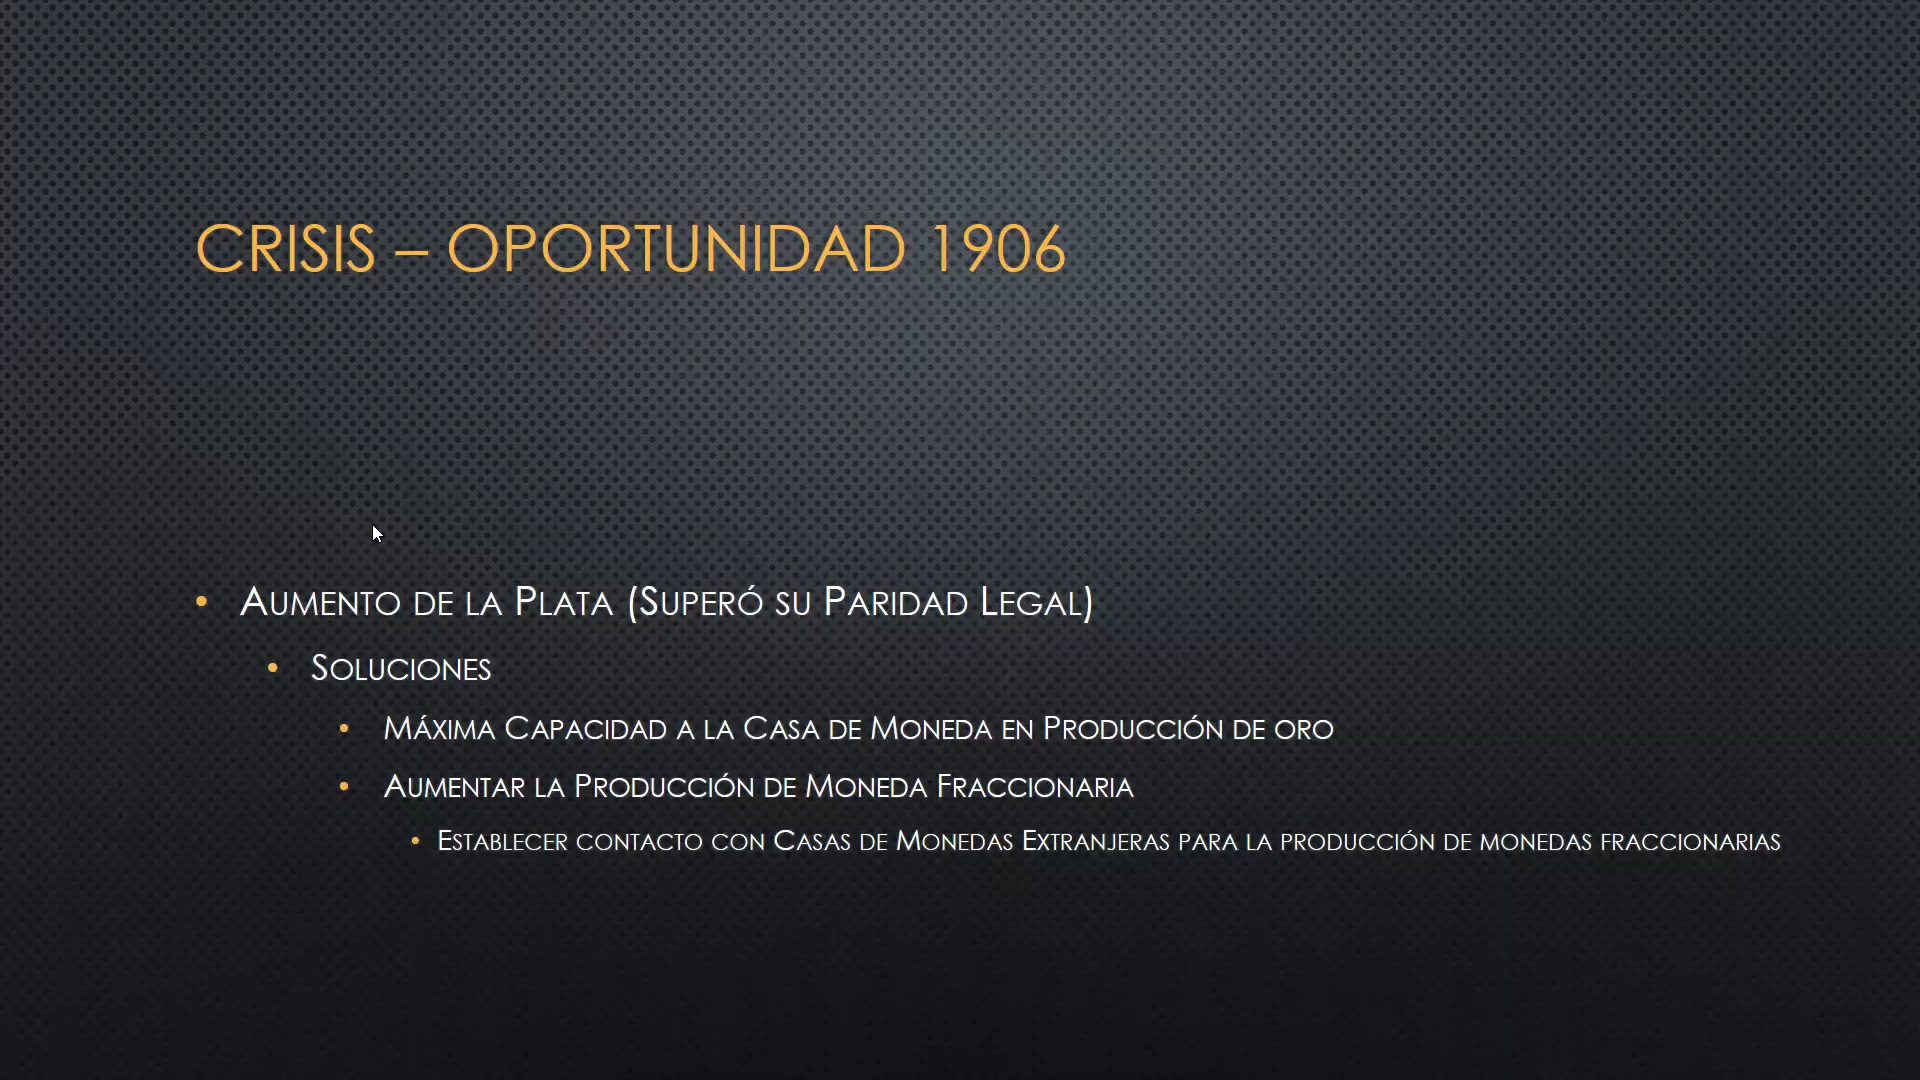 CRISIS – OPORTUNIDAD 1906
• Aumento de la Plata (Superó su Paridad Legal)
• Soluciones
• Máxima Capacidad a la Casa de Moneda en Producción de oro
• Aumentar la Producción de Moneda Fraccionaria
• Establecer contacto con Casas de Monedas Extranjeras para la producción de monedas fraccionarias